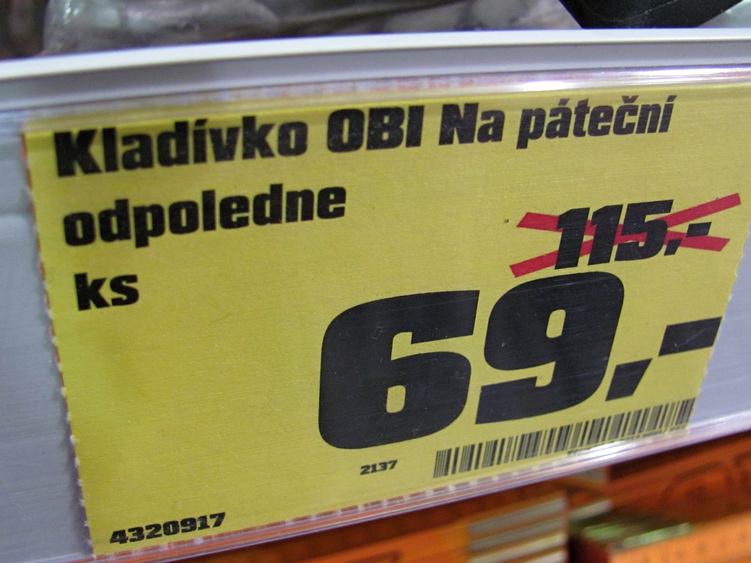 Kladívko OBI Na páteční
odpoledne
ks
115,-
69,-
2137
4320917